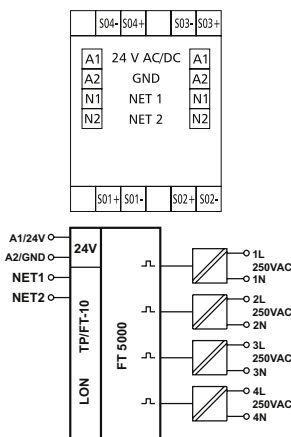 S04- S04+ S03- S03+
A1 24 V AC/DC A1
A2 GND A2
N1 NET 1 N1
N2 NET 2 N2
S01+ S01- S02+ S02-
A1/24V
A2/GND
NET1
NET2
24V
LON TP/FT-10
FT 5000
1L
250VAC
1N
2L
250VAC
2N
3L
250VAC
3N
4L
250VAC
4N